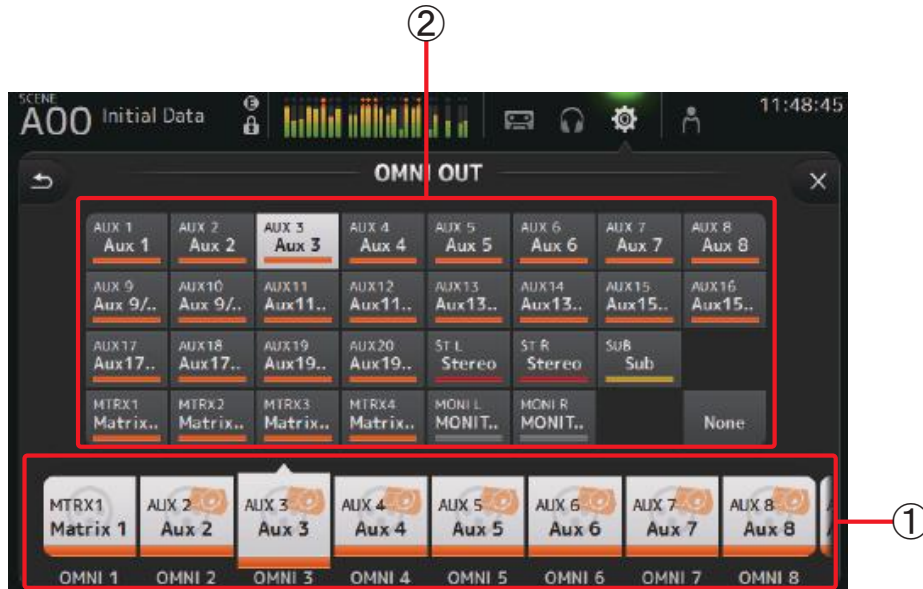 ②
SCENE
A00 Initial Data
E
11:48:45
OMNI OUT
AUX 1 AUX 2 AUX 3 AUX 4 AUX 5 AUX 6 AUX 7 AUX 8
Aux 1 Aux 2 Aux 3 Aux 4 Aux 5 Aux 6 Aux 7 Aux 8
AUX 9 AUX10 AUX11 AUX12 AUX13 AUX14 AUX15 AUX16
Aux 9/.. Aux 9/.. Aux11.. Aux11.. Aux13.. Aux13.. Aux15.. Aux15..
AUX17 AUX18 AUX19 AUX20 ST L ST R SUB
Aux17.. Aux17.. Aux19.. Aux19.. Stereo Stereo Sub
MTRX1 MTRX2 MTRX3 MTRX4 MONI L MONI R
Matrix.. Matrix.. Matrix.. Matrix.. MONIT.. MONIT.. None
MTRX1 AUX 2 AUX 3 AUX 4 AUX 5 AUX 6 AUX 7 AUX 8
Matrix 1 Aux 2 Aux 3 Aux 4 Aux 5 Aux 6 Aux 7 Aux 8
①
OMNI 1 OMNI 2 OMNI 3 OMNI 4 OMNI 5 OMNI 6 OMNI 7 OMNI 8